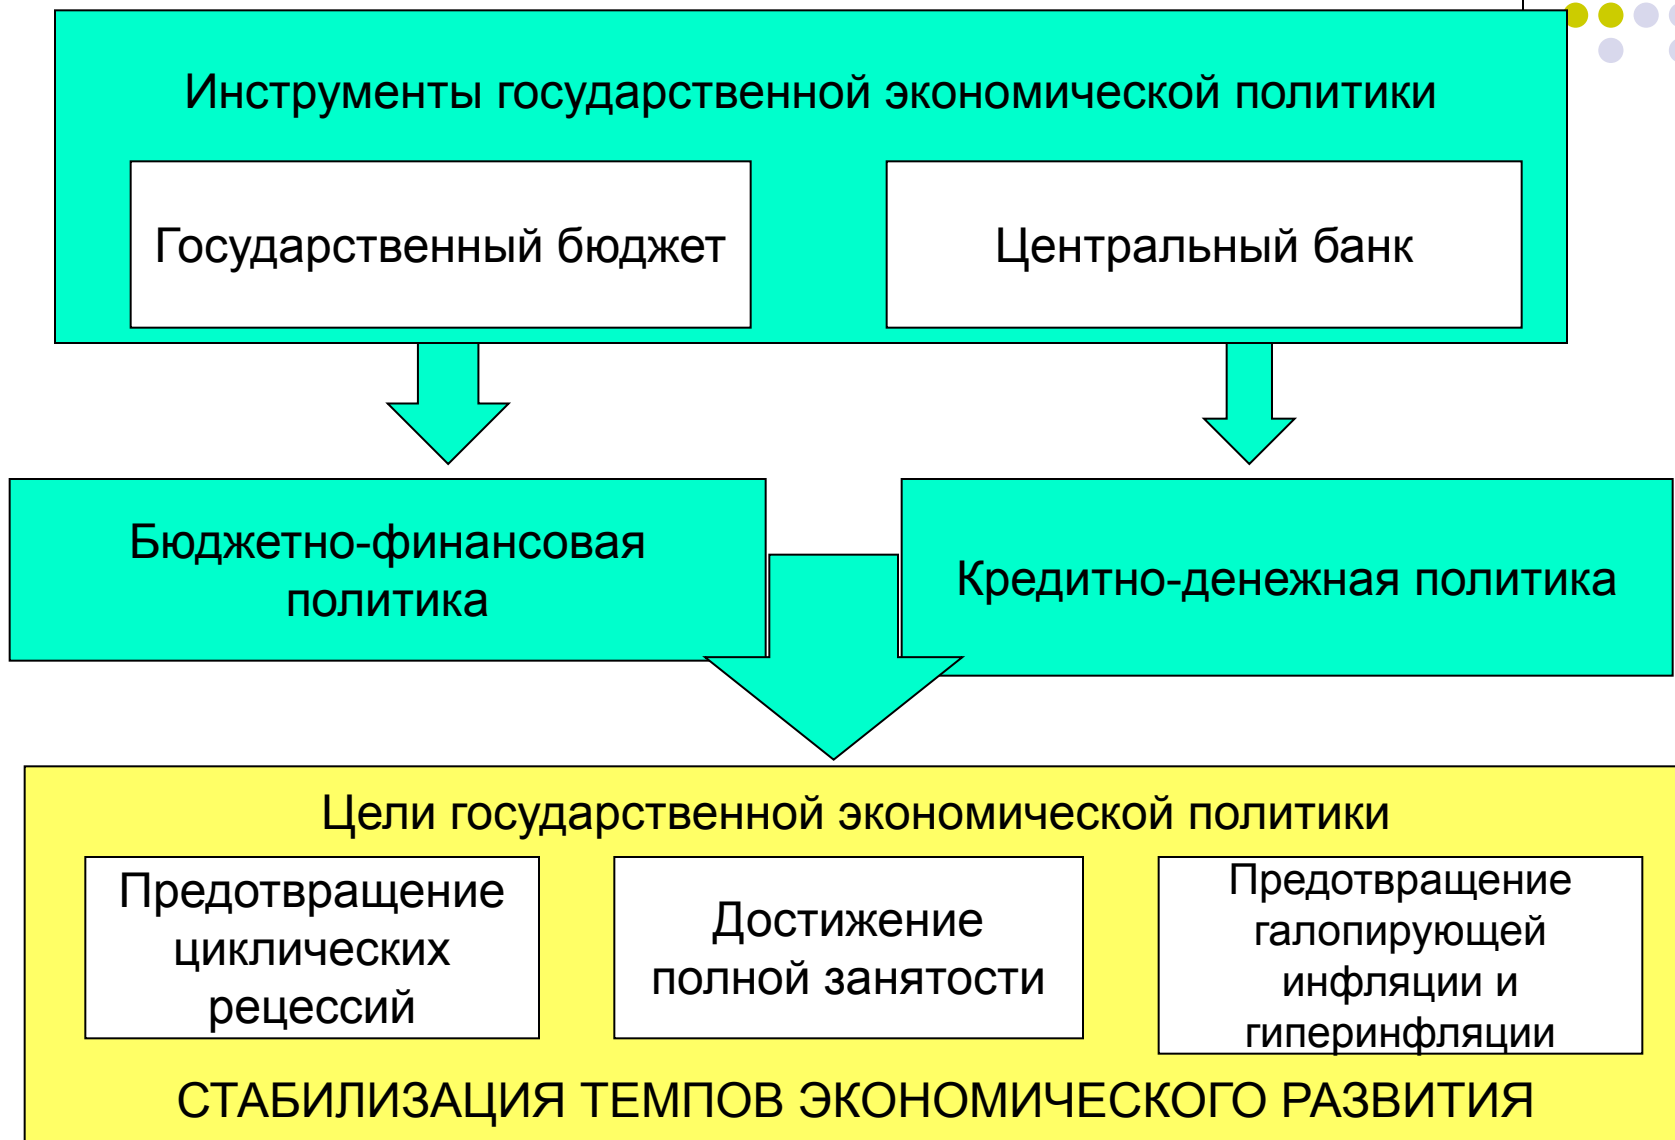 Инструменты государственной экономической политики
Государственный бюджет
Центральный банк
Бюджетно-финансовая
политика
Кредитно-денежная политика
Цели государственной экономической политики
Предотвращение
циклических
рецессий
Достижение
полной занятости
Предотвращение
галопирующей
инфляции и
гиперинфляции
СТАБИЛИЗАЦИЯ ТЕМПОВ ЭКОНОМИЧЕСКОГО РАЗВИТИЯ